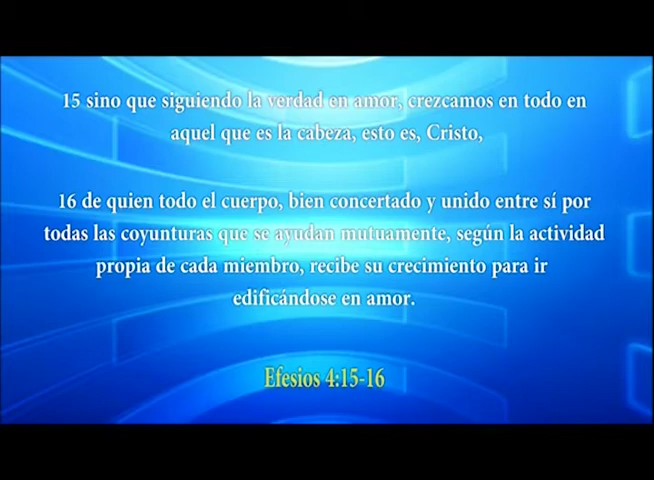 15 sino que siguiendo la verdad en amor, crezcamos en todo en
aquel que es la cabeza, esto es, Cristo,
16 de quien todo el cuerpo, bien concertado y unido entre sí por
todas las coyunturas que se ayudan mutuamente, según la actividad
propia de cada miembro, recibe su crecimiento para ir
edificándose en amor.
Efesios 4:15-16